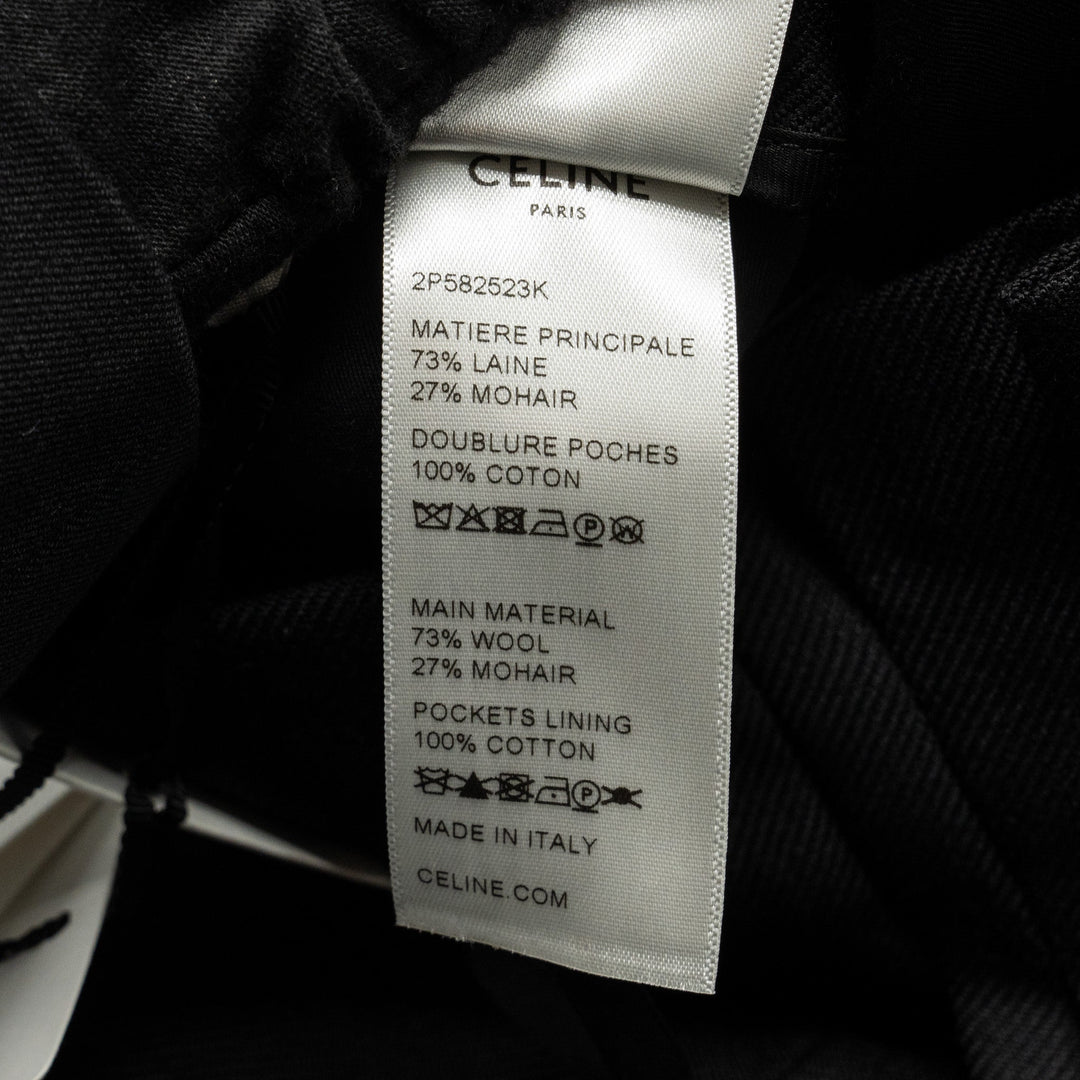 CELINE
PARIS
2P582523K
MATIERE PRINCIPALE
73% LAINE
27% MOHAIR
DOUBLURE POCHES
100% COTON
P W
MAIN MATERIAL
73% WOOL
27% MOHAIR
POCKETS LINING
100% COTTON
P
MADE IN ITALY
CELINE.COM